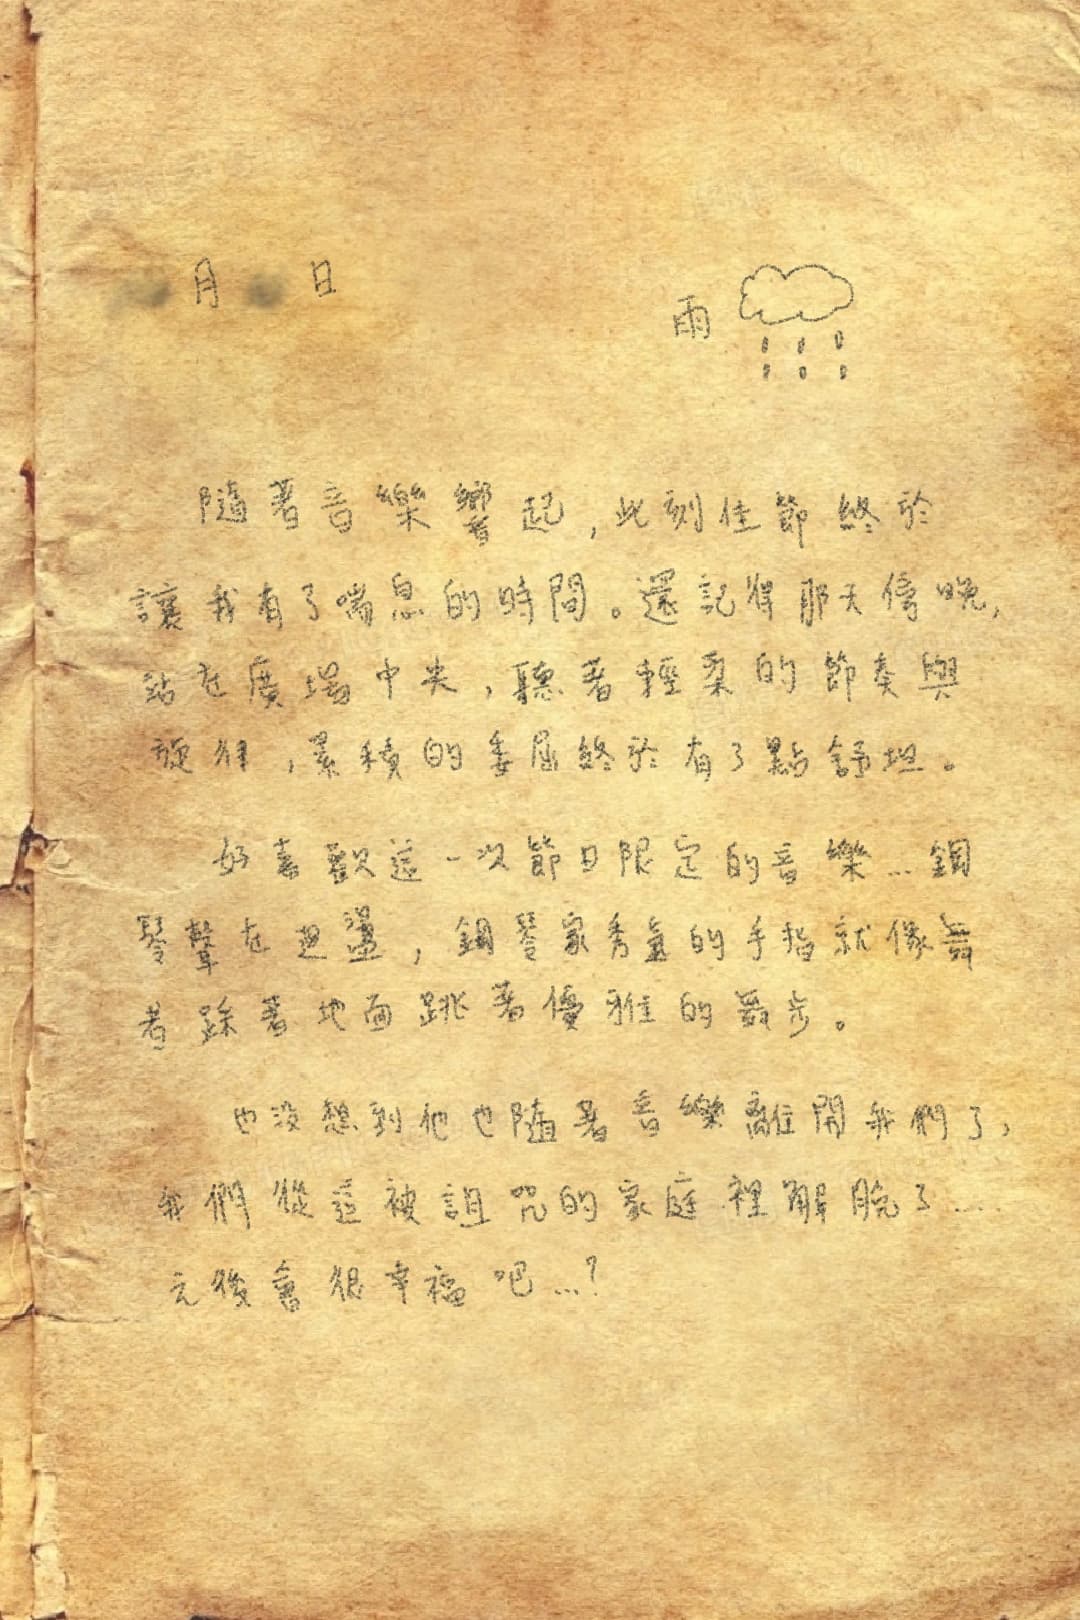 月 日
雨
隨著音樂響起，此刻佳節終於
讓我有了喘息的時間。還記得那天傍晚，
站在廣場中央，聽著輕柔的節奏與
旋律，累積的委屈終於有了點舒坦。
好喜歡這一次節日限定的音樂…鋼
琴聲在迴盪，鋼琴家秀氣的手指就像舞
者踩著地面跳著優雅的舞步。
也沒想到他也隨著音樂離開我們了，
我們從這被詛咒的家庭裡解脫了....
之後會很幸福吧…?